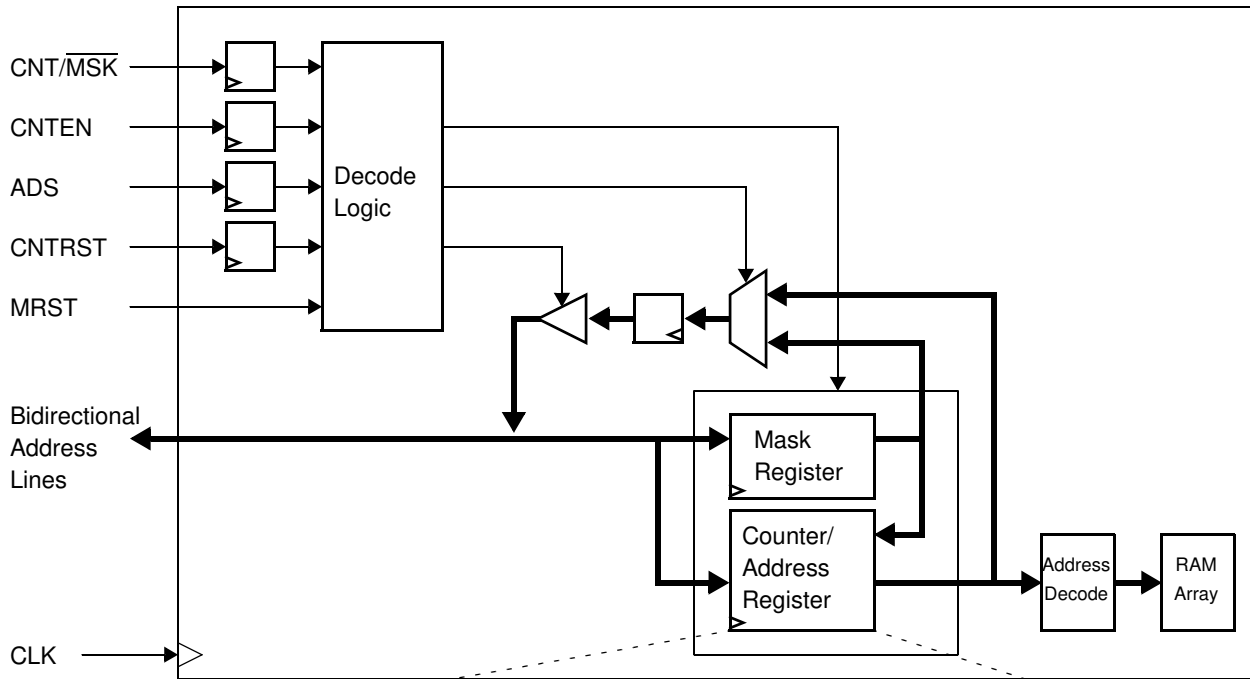 CNT/MSK
CNTEN
ADS
CNTRST
MRST
Decode
Logic
Bidirectional
Address
Lines
Mask
Register
Counter/
Address
Register
Address
Decode
RAM
Array
CLK